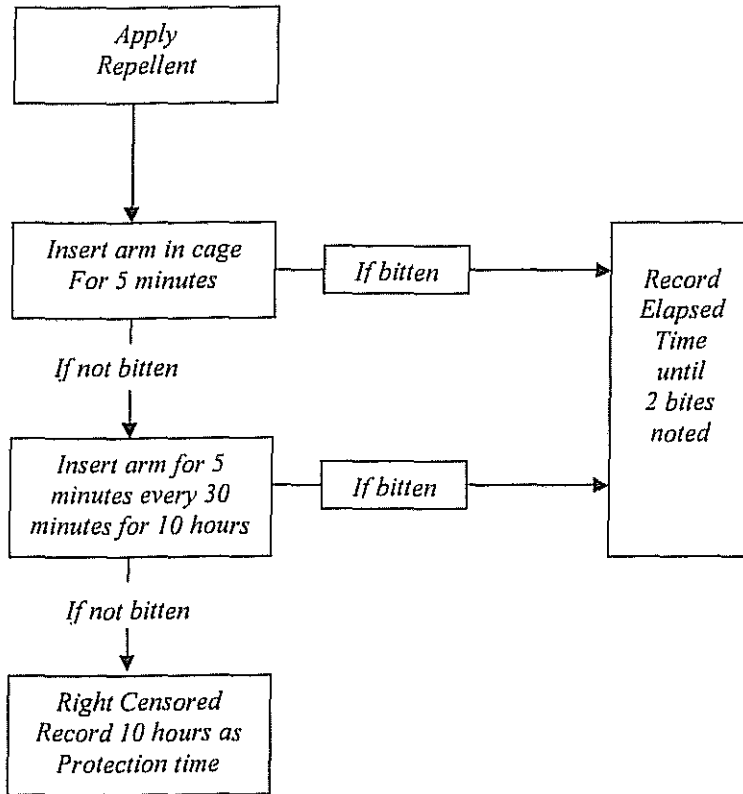 Apply
Repellent
Insert arm in cage
For 5 minutes
If bitten
Record
Elapsed
Time
until
2 bites
noted
If not bitten
Insert arm for 5
minutes every 30
minutes for 10 hours
If bitten
If not bitten
Right Censored
Record 10 hours as
Protection time